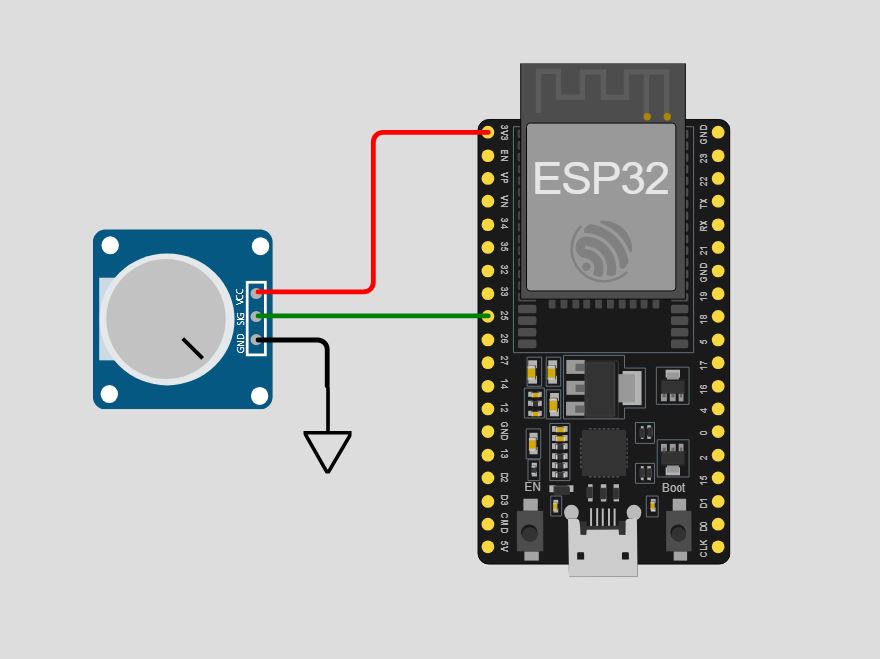 VCC
SIG
GND
ESP32
3V3
EN
VP
VN
34
35
32
33
25
26
27
14
12
GND
13
D2
D3
CMD
5V
GND
23
22
TX
RX
21
GND
19
18
5
17
16
4
0
2
15
D1
D0
CLK
EN
Boot